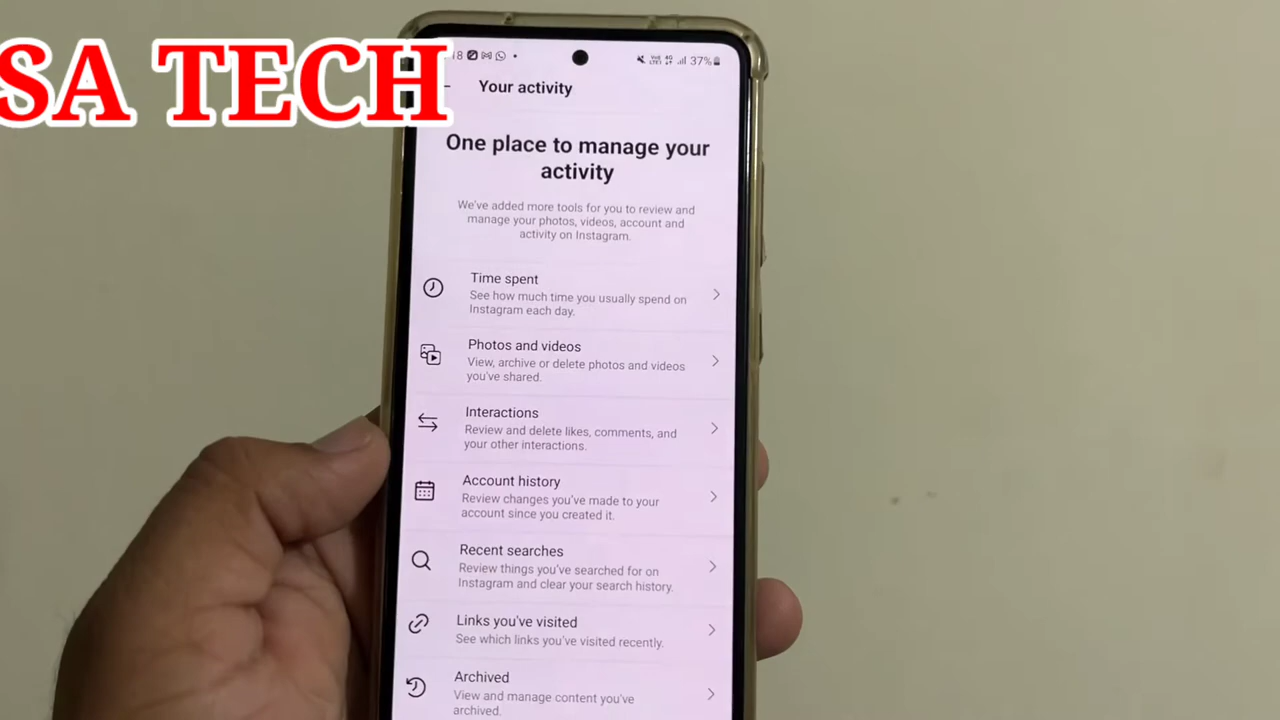 SA TECH
18
37%
Your activity
One place to manage your
activity
We've added more tools for you to review and
manage your photos, videos, account and
activity on Instagram.
Time spent
See how much time you usually spend on
Instagram each day.
Photos and videos
View, archive or delete photos and videos
you've shared.
Interactions
Review and delete likes, comments, and
your other interactions.
Account history
Review changes you've made to your
account since you created it.
Recent searches
Review things you've searched for on
Instagram and clear your search history.
Links you've visited
See which links you've visited recently.
Archived
View and manage content you've
archived.